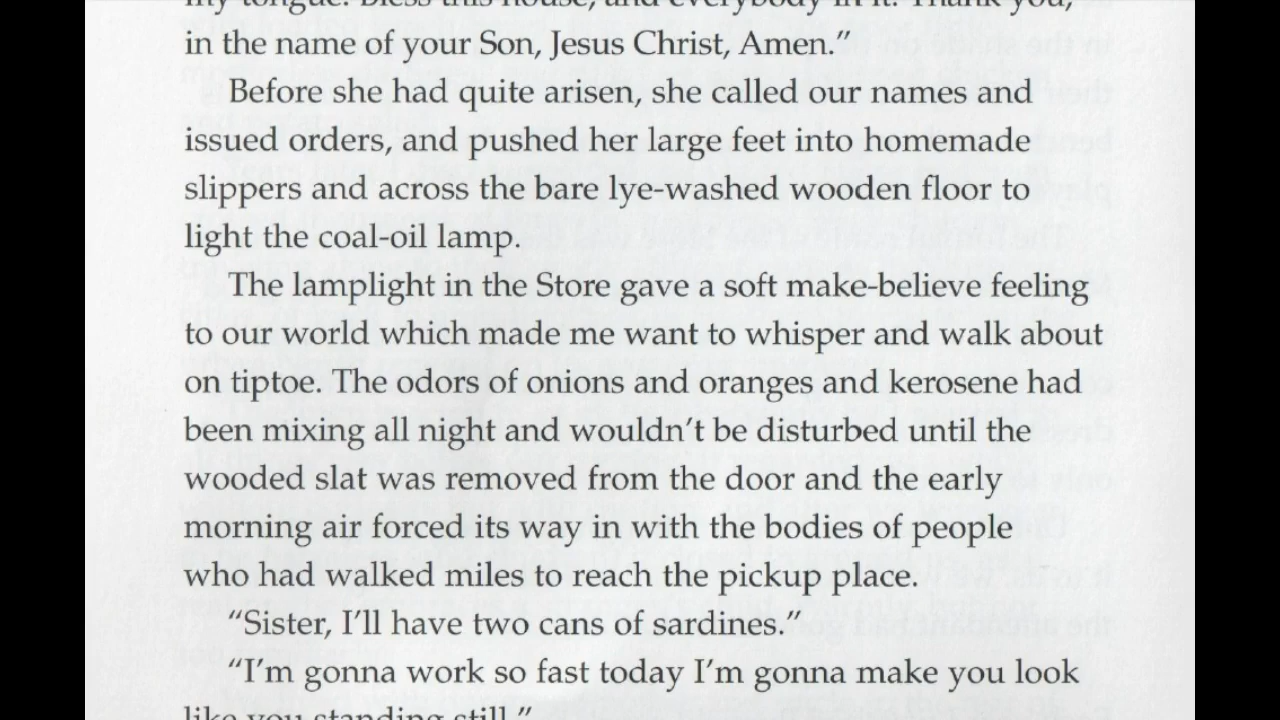 my tongue. Bless this house, and everybody in it. Thank you,
in the name of your Son, Jesus Christ, Amen.”
Before she had quite arisen, she called our names and
issued orders, and pushed her large feet into homemade
slippers and across the bare lye-washed wooden floor to
light the coal-oil lamp.
The lamplight in the Store gave a soft make-believe feeling
to our world which made me want to whisper and walk about
on tiptoe. The odors of onions and oranges and kerosene had
been mixing all night and wouldn’t be disturbed until the
wooded slat was removed from the door and the early
morning air forced its way in with the bodies of people
who had walked miles to reach the pickup place.
“Sister, I’ll have two cans of sardines.”
“I’m gonna work so fast today I’m gonna make you look
like you standing still.”